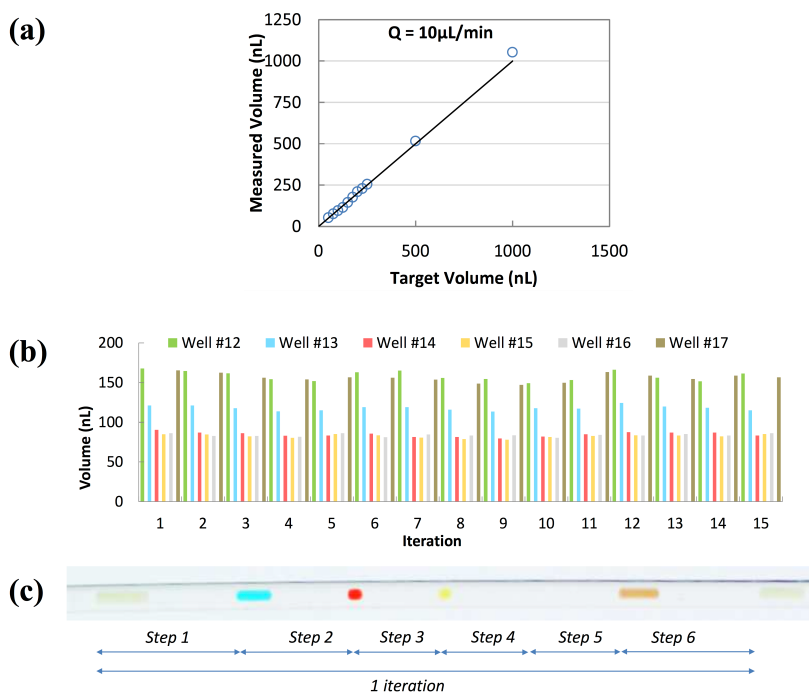 (a)
1250
Q = 10µL/min
1000
750
500
250
0
Measured Volume (nL)
0 500 1000 1500
Target Volume (nL)
(b)
200
150
100
50
0
Volume (nL)
Well #12 Well #13 Well #14 Well #15 Well #16 Well #17
1 2 3 4 5 6 7 8 9 10 11 12 13 14 15
Iteration
(c)
Step 1 Step 2 Step 3 Step 4 Step 5 Step 6
1 iteration